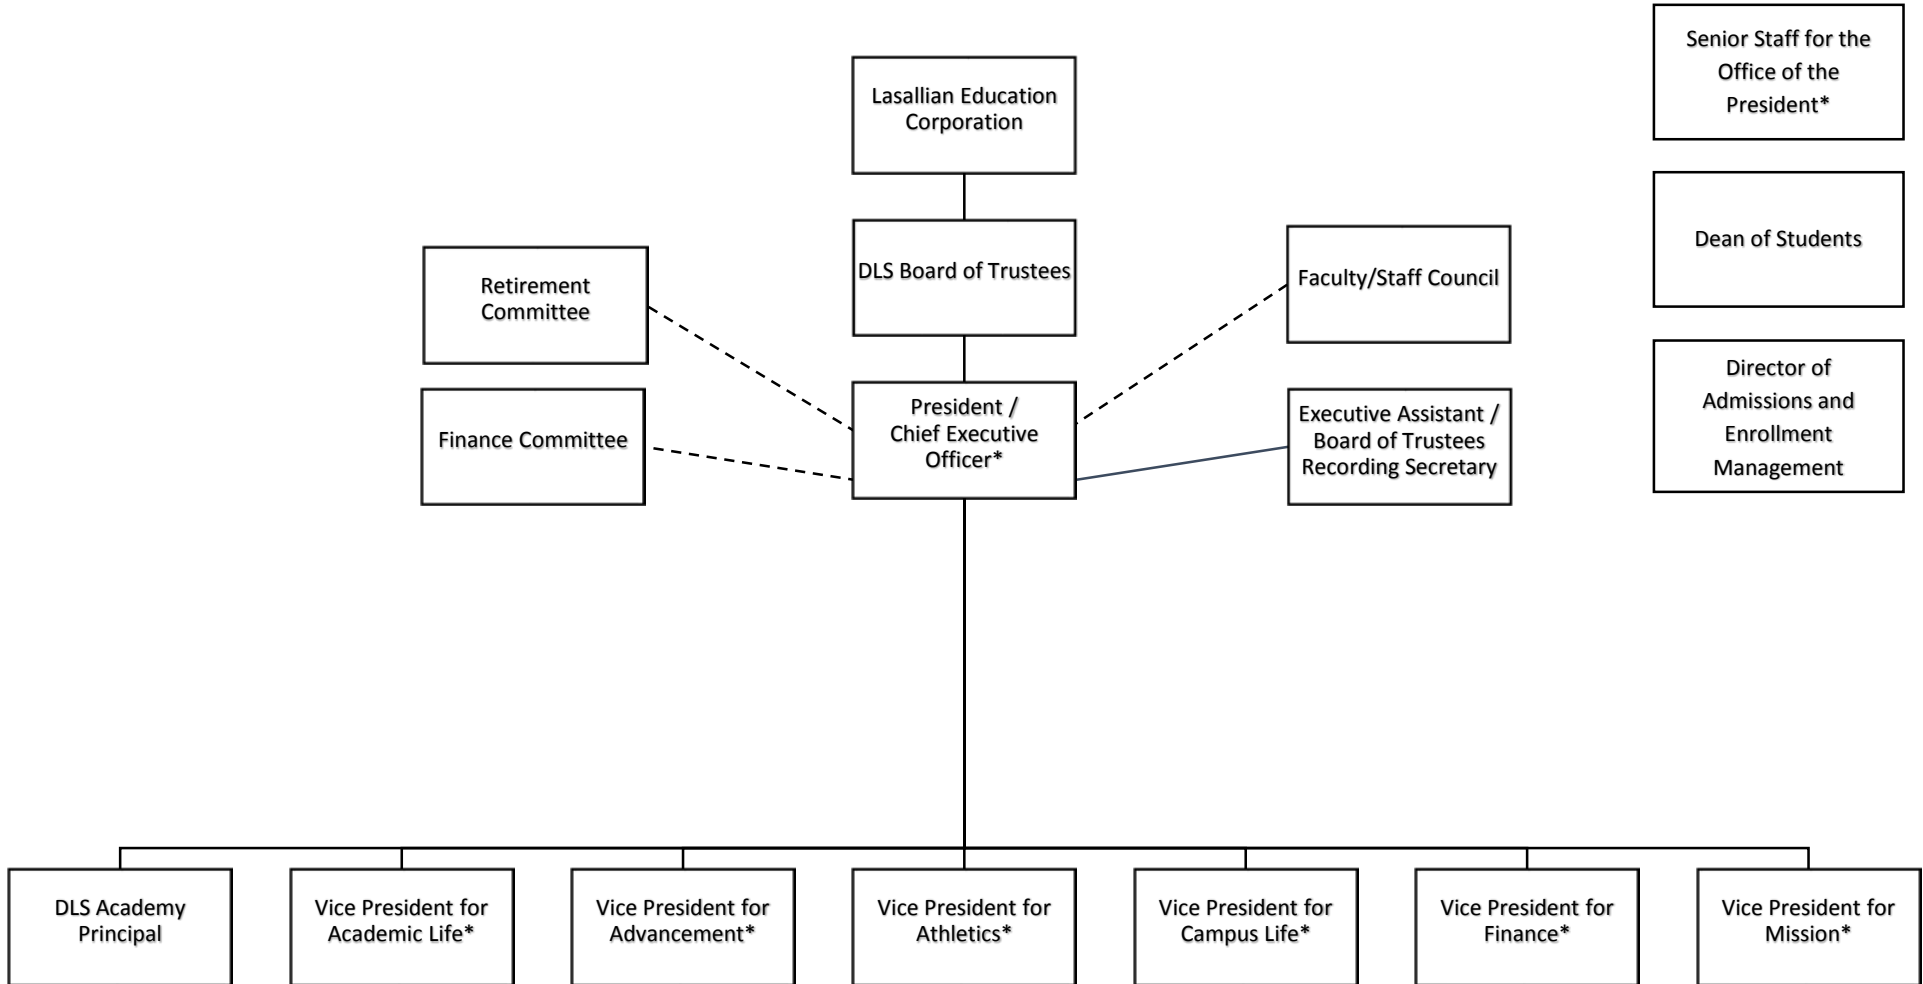 Senior Staff for the
Office of the
President*
Lasallian Education
Corporation
Dean of Students
DLS Board of Trustees
Faculty/Staff Council
Retirement
Committee
Director of
Admissions and
Enrollment
Management
President /
Chief Executive
Officer*
Executive Assistant /
Board of Trustees
Recording Secretary
Finance Committee
DLS Academy
Principal
Vice President for
Academic Life*
Vice President for
Advancement*
Vice President for
Athletics*
Vice President for
Campus Life*
Vice President for
Finance*
Vice President for
Mission*